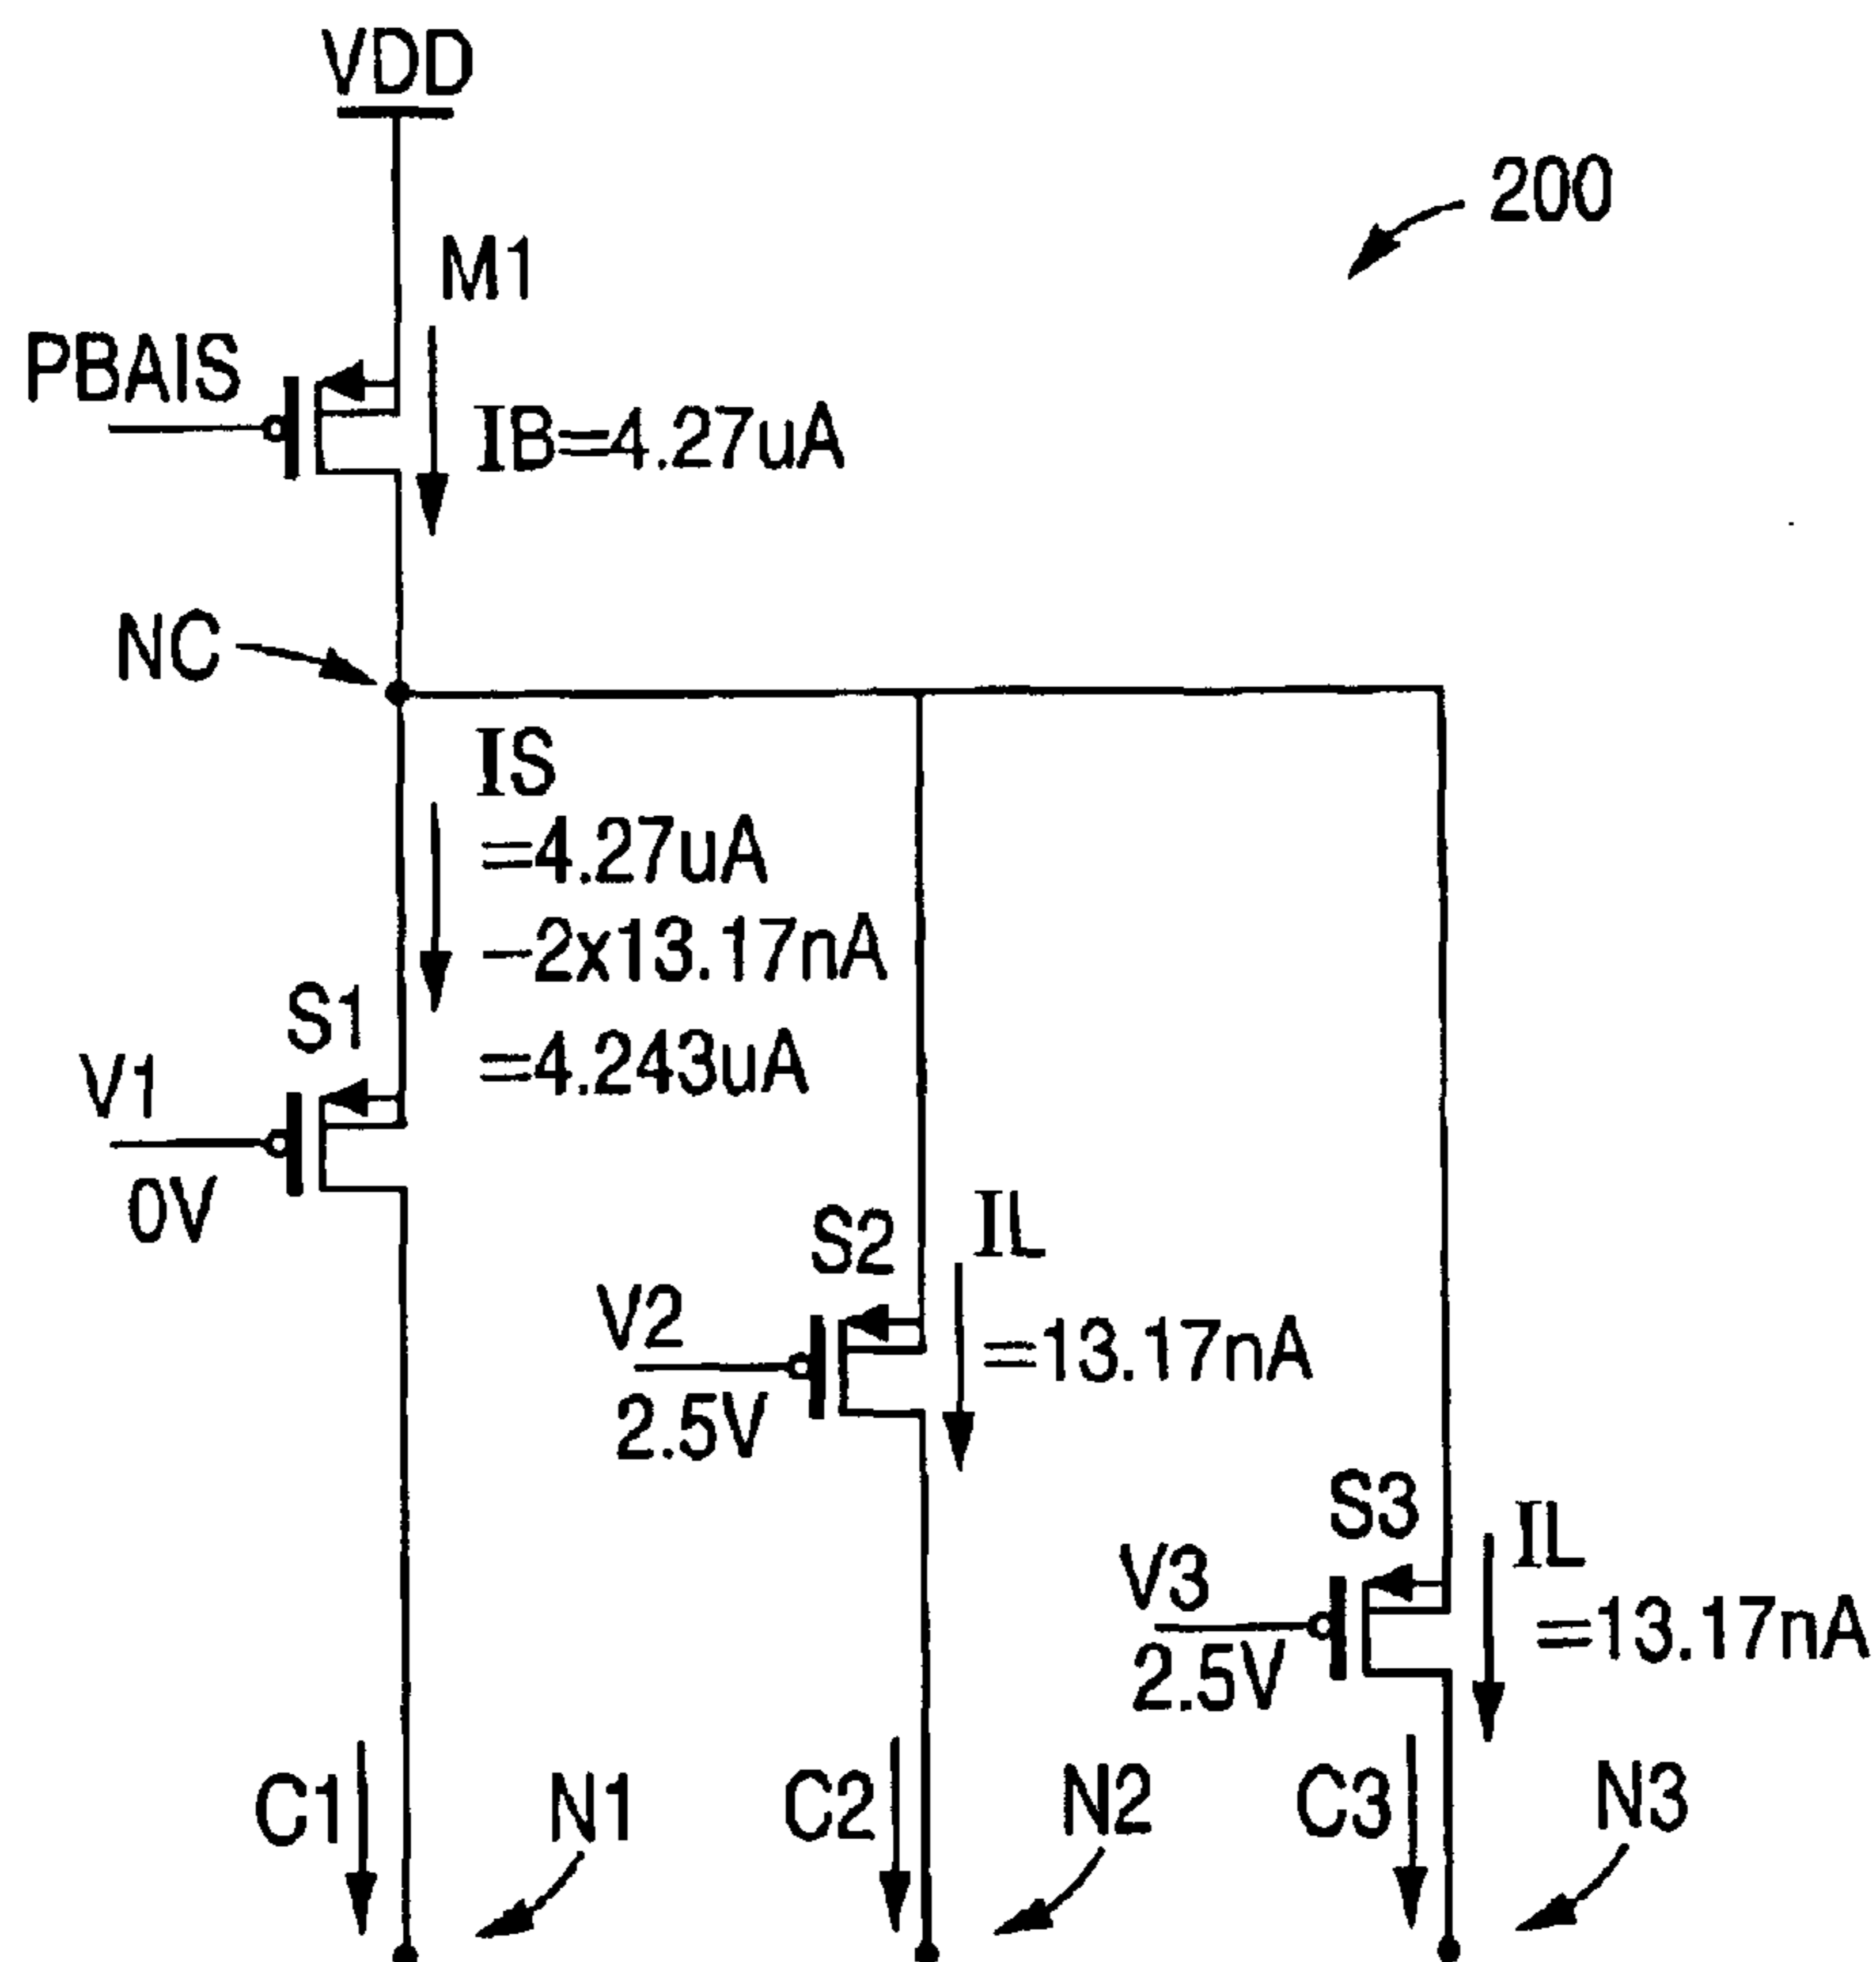 VDD
200
M1
PBAIS
IB=4.27uA
NC
IS
=4.27uA
-2x13.17nA
=4.243uA
S1
V1
0V
S2
IL
V2
=13.17nA
2.5V
S3
IL
V3
=13.17nA
2.5V
C1
N1
C2
N2
C3
N3